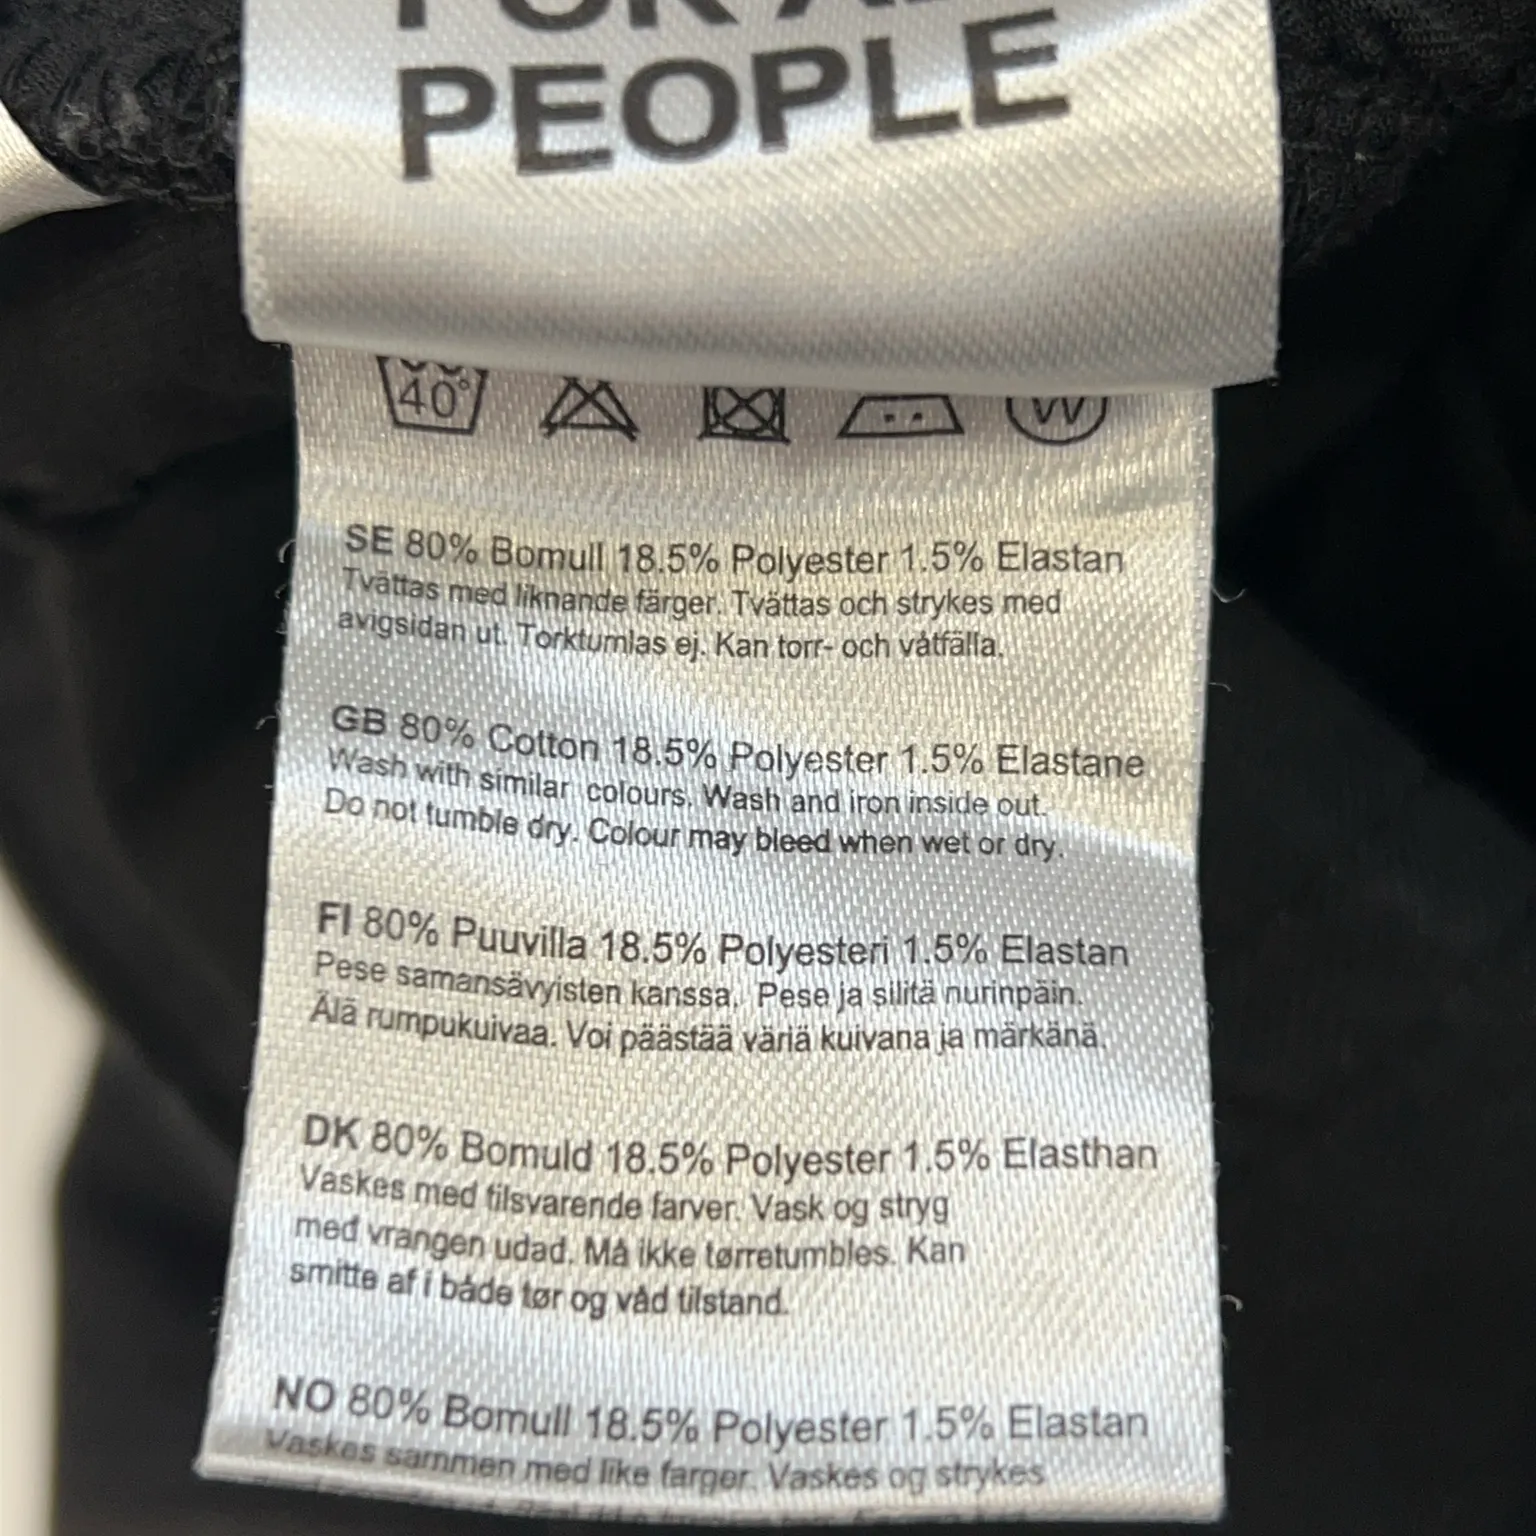 FOR
PEOPLE
40°
W
SE 80% Bomull 18.5% Polyester 1.5% Elastan
Tvättas med liknande färger. Tvättas och strykes med
avigsidan ut. Torktumlas ej. Kan torr- och våtfälla.
GB 80% Cotton 18.5% Polyester 1.5% Elastane
Wash with similar colours. Wash and iron inside out.
Do not tumble dry. Colour may bleed when wet or dry.
FI 80% Puuvilla 18.5% Polyesteri 1.5% Elastan
Pese samansävyisten kanssa. Pese ja silitä nurinpäin.
Älä rumpukuivaa. Voi päästää väriä kuivana ja märkänä.
DK 80% Bomuld 18.5% Polyester 1.5% Elasthan
Vaskes med tilsvarende farver. Vask og stryg
med vrangen udad. Må ikke tørretumbles. Kan
smitte af i både tør og våd tilstand.
NO 80% Bomull 18.5% Polyester 1.5% Elastan
Vaskes sammen med like farger. Vaskes og strykes